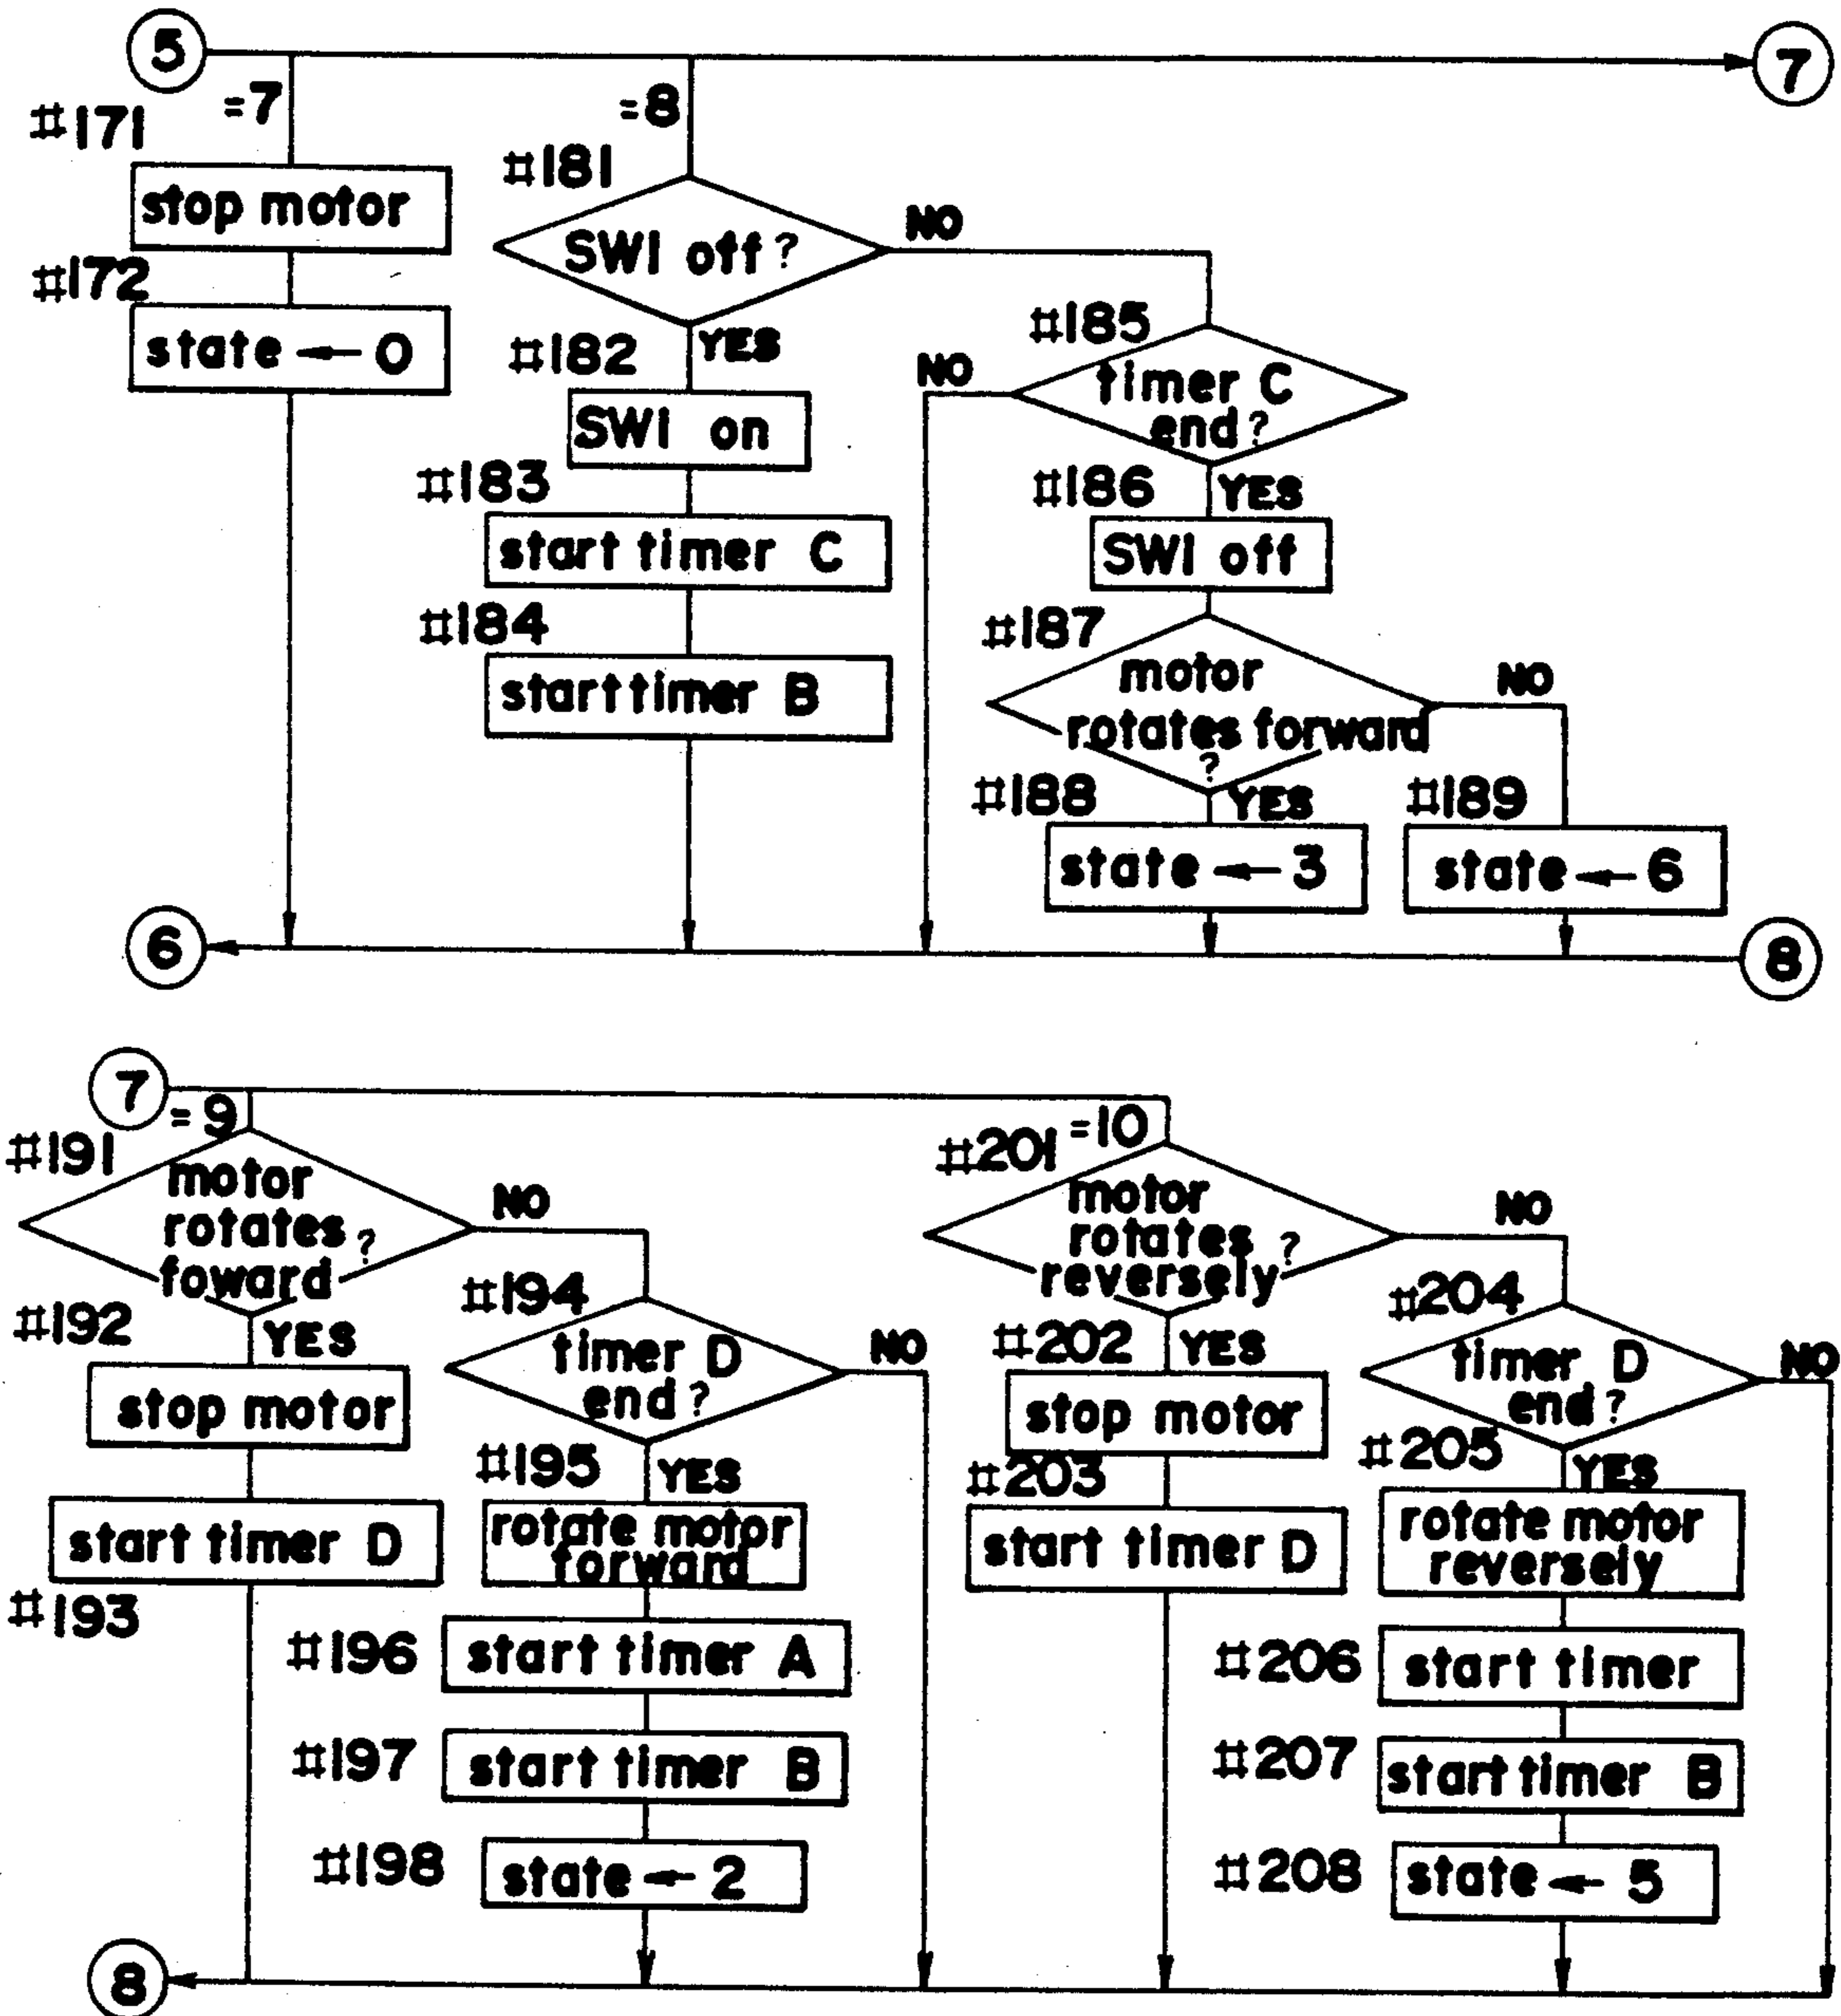 5
7
=7
=8
#171
stop motor
#172
state ← 0
#181
SWI off?
NO
YES
#182
SWI on
#183
start timer C
#184
start timer B
#185
timer C
end?
NO
YES
#186
SWI off
#187
motor
rotates forward
?
NO
YES
#188
state ← 3
#189
state ← 6
6
8
7
=9
=10
#191
motor
rotates
foward?
NO
YES
#192
stop motor
start timer D
#193
#194
timer D
end?
NO
YES
#195
rotate motor
forward
#196
start timer A
#197
start timer B
#198
state ← 2
#201
motor
rotates
reversely?
NO
YES
#202
stop motor
#203
start timer D
#204
timer D
end?
NO
YES
#205
rotate motor
reversely
#206
start timer
#207
start timer B
#208
state ← 5
8